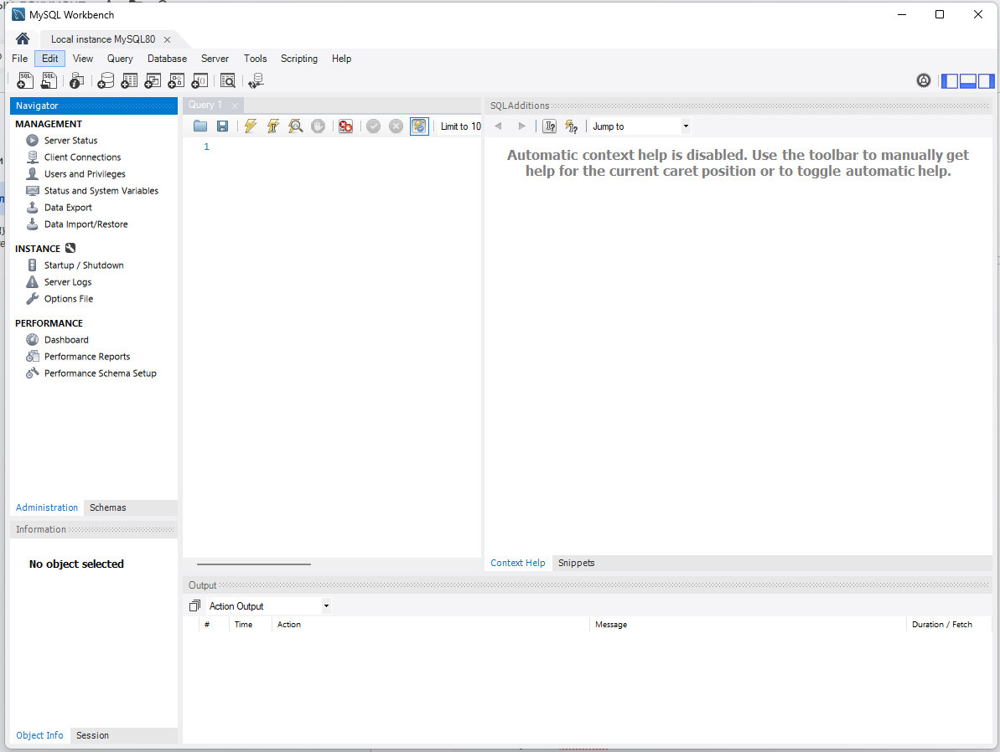 MySQL Workbench
Local instance MySQL80
File Edit View Query Database Server Tools Scripting Help
Navigator
MANAGEMENT
Server Status
Client Connections
Users and Privileges
Status and System Variables
Data Export
Data Import/Restore
INSTANCE
Startup / Shutdown
Server Logs
Options File
PERFORMANCE
Dashboard
Performance Reports
Performance Schema Setup
Administration Schemas
Information
No object selected
Object Info Session
Query 1
Limit to 10
1
SQLAdditions
Jump to
Automatic context help is disabled. Use the toolbar to manually get
help for the current caret position or to toggle automatic help.
Context Help Snippets
Output
Action Output
# Time Action Message Duration / Fetch